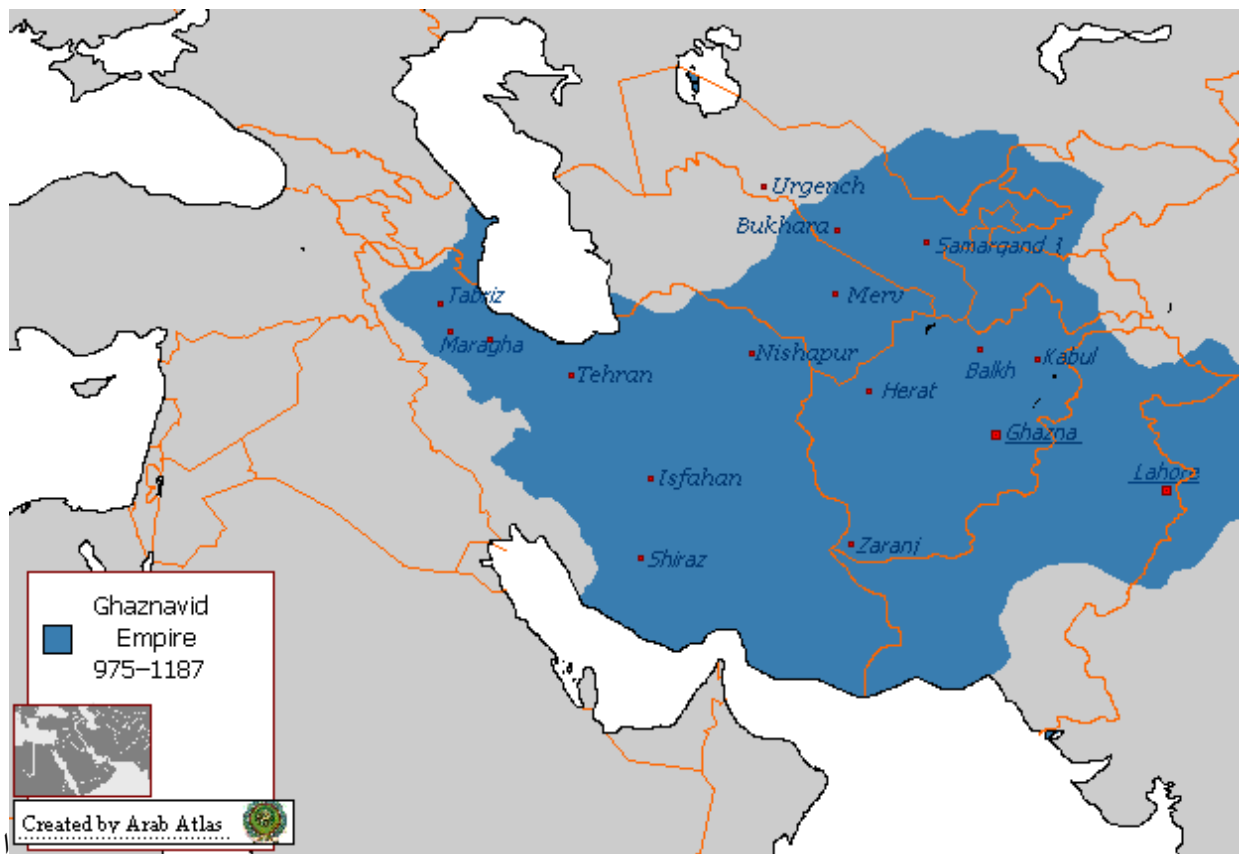 Urgench
Bukhara
Samarqand 3
Tabriz
Merv
Maragha
Nishapur
Kabul
Balkh
Tehran
Herat
Ghazna
Isfahan
Lahore
Zaranj
Shiraz
Ghaznavid
Empire
975-1187
Created by Arab Atlas